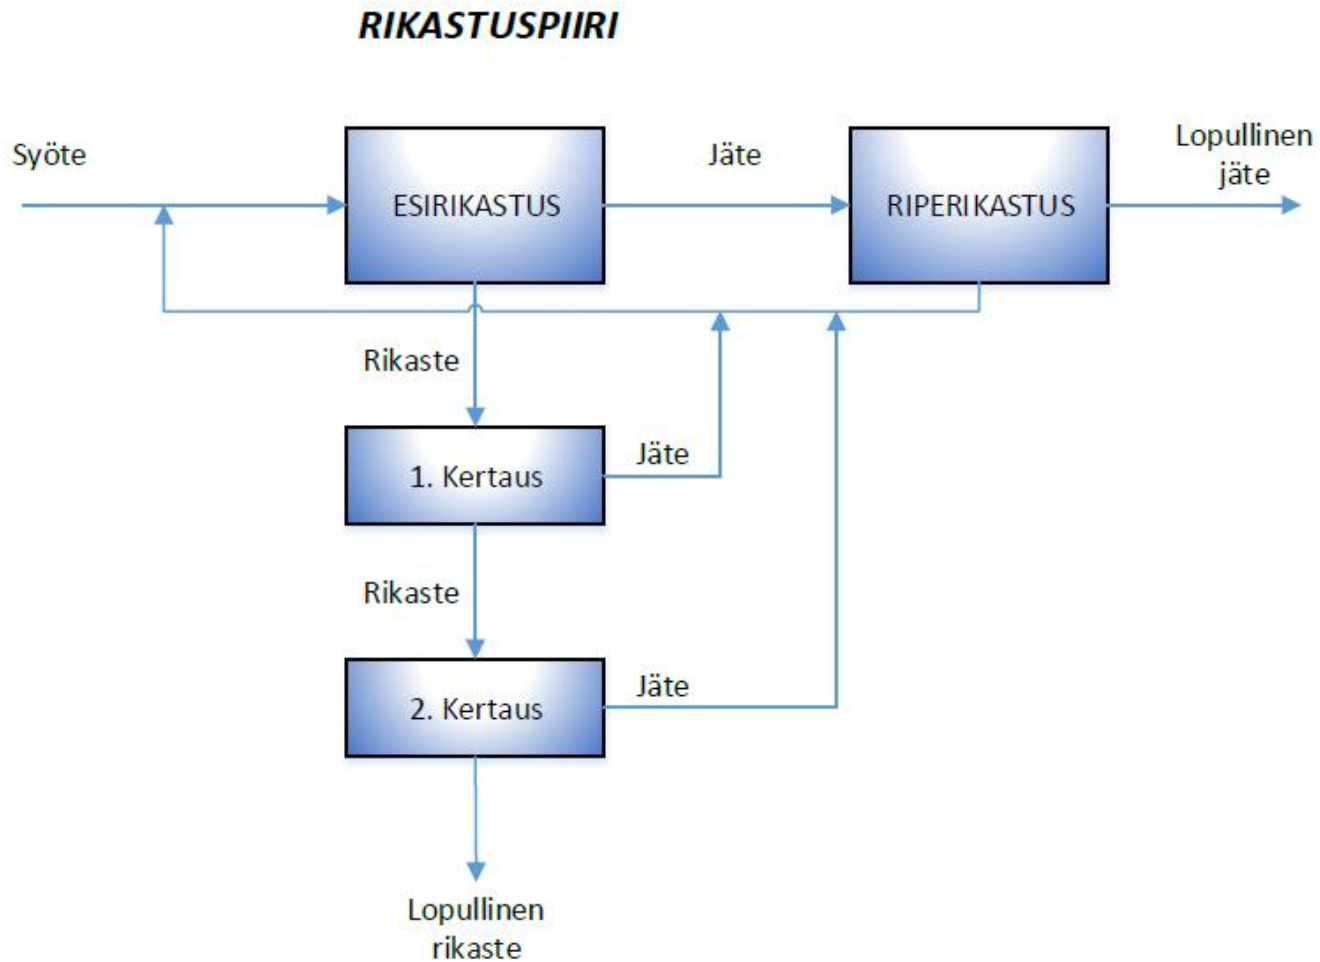 RIKASTUSPIIRI
Syöte
ESIRIKASTUS
Jäte
RIPERIKASTUS
Lopullinen
jäte
Rikaste
1. Kertaus
Jäte
Rikaste
2. Kertaus
Jäte
Lopullinen
rikaste